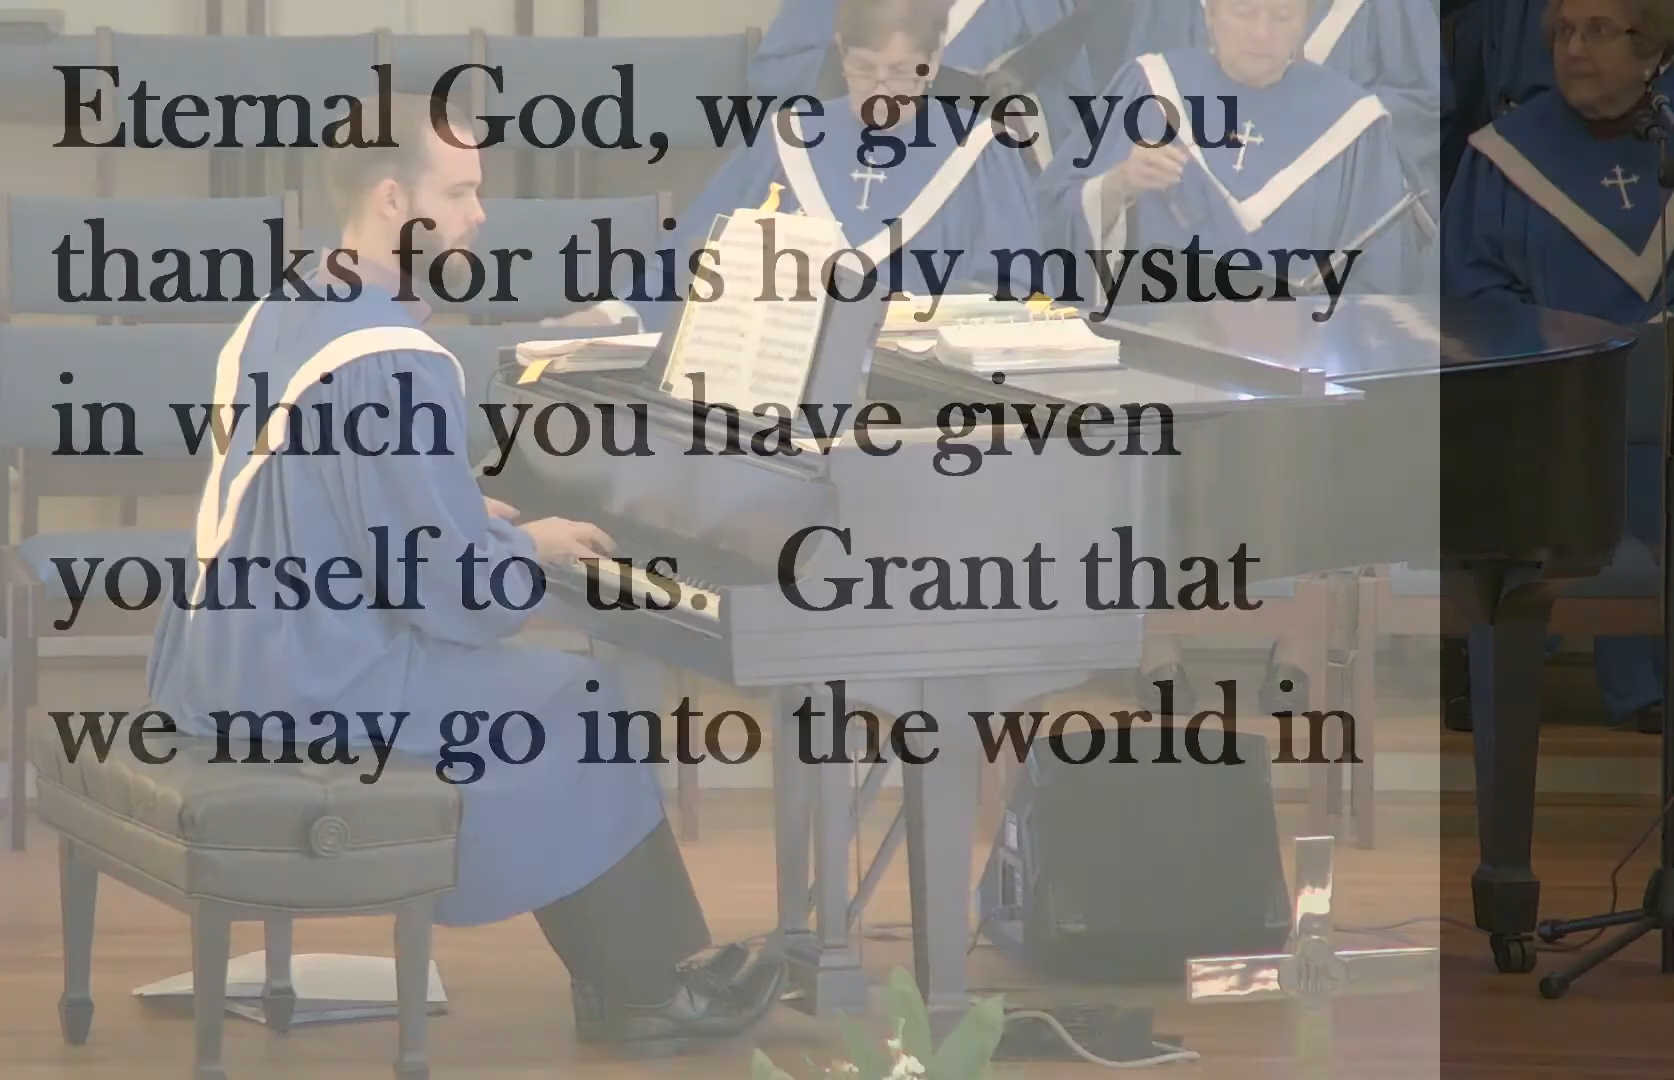 Eternal God, we give you
thanks for this holy mystery
in which you have given
yourself to us.  Grant that
we may go into the world in